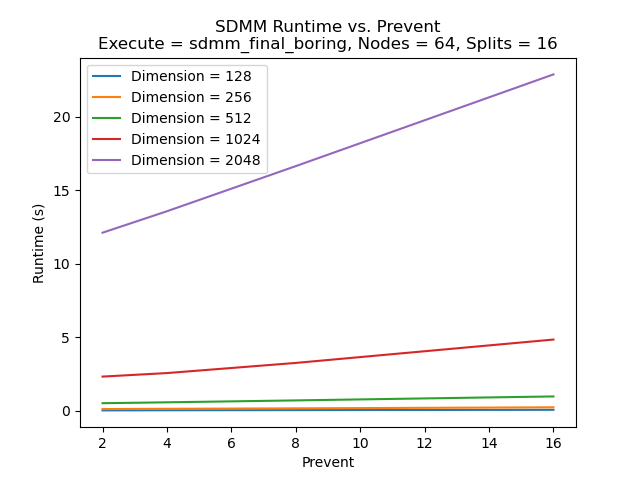 SDMM Runtime vs. Prevent
Execute = sdmm_final_boring, Nodes = 64, Splits = 16
Dimension = 128
Dimension = 256
Dimension = 512
Dimension = 1024
Dimension = 2048
Runtime (s)
20
15
10
5
0
2 4 6 8 10 12 14 16
Prevent